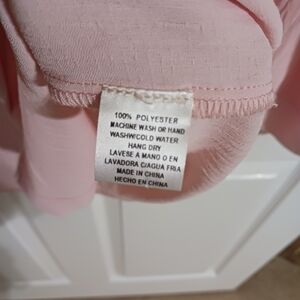 100% POLYESTER
MACHINE WASH OR HAND
WASH/COLD WATER
HANG DRY
LAVESE A MANO O EN
LAVADORA C/AGUA FRIA
MADE IN CHINA
HECHO EN CHINA